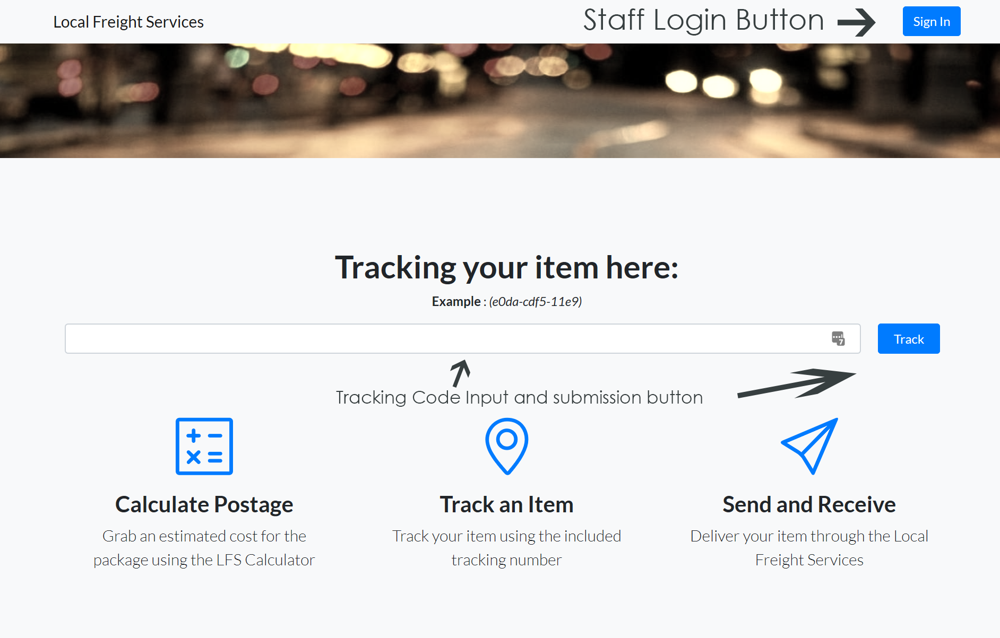 Local Freight Services
Staff Login Button
Sign In
Tracking your item here:
Example : (e0da-cdf5-11e9)
7
Track
Tracking Code Input and submission button
Calculate Postage
Grab an estimated cost for the
package using the LFS Calculator
Track an Item
Track your item using the included
tracking number
Send and Receive
Deliver your item through the Local
Freight Services